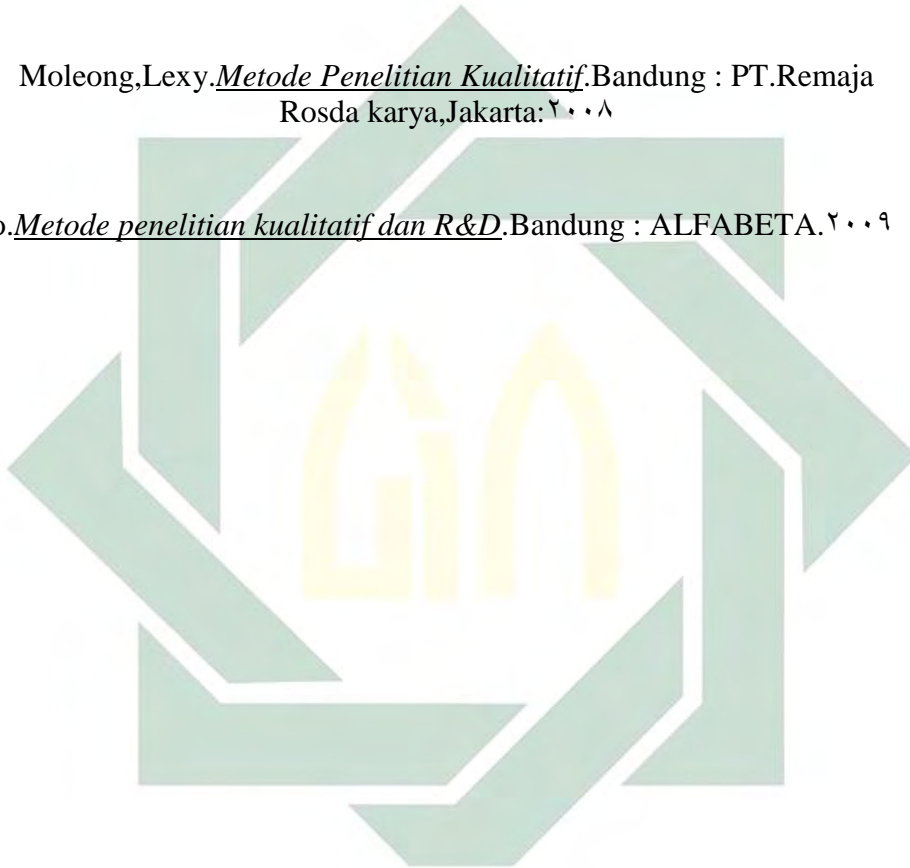 Moleong,Lexy.Metode Penelitian Kualitatif.Bandung : PT.Remaja
Rosda karya,Jakarta:٢٠٠٨
.Metode penelitian kualitatif dan R&D.Bandung : ALFABETA.٢٠٠٩